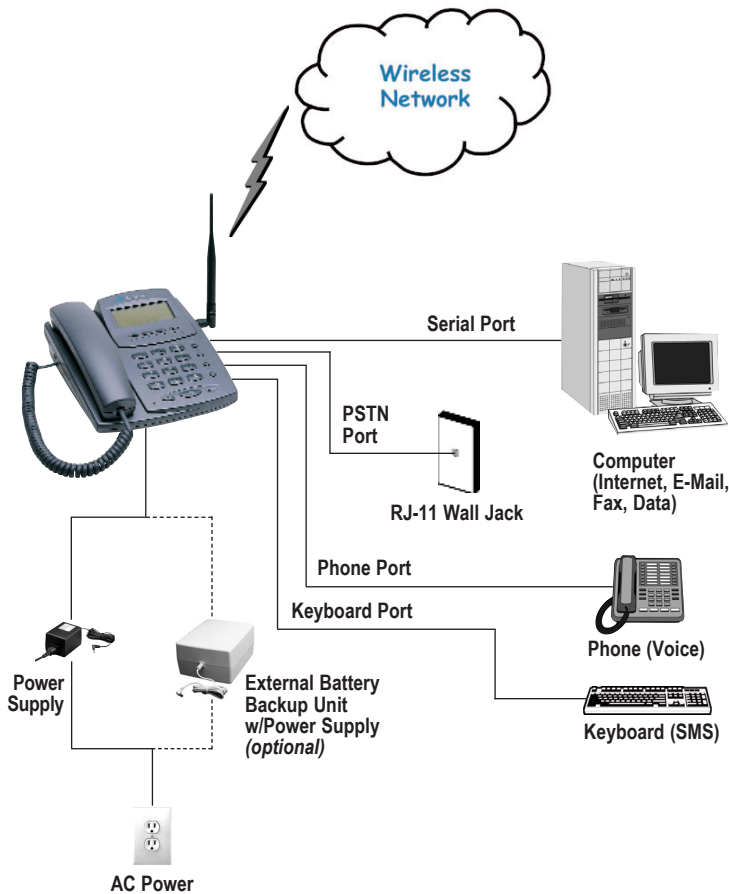 Wireless
Network
Serial Port
PSTN
Port
Computer
(Internet, E-Mail,
Fax, Data)
RJ-11 Wall Jack
Phone Port
Keyboard Port
Phone (Voice)
Power
Supply
External Battery
Backup Unit
w/Power Supply
(optional)
Keyboard (SMS)
AC Power